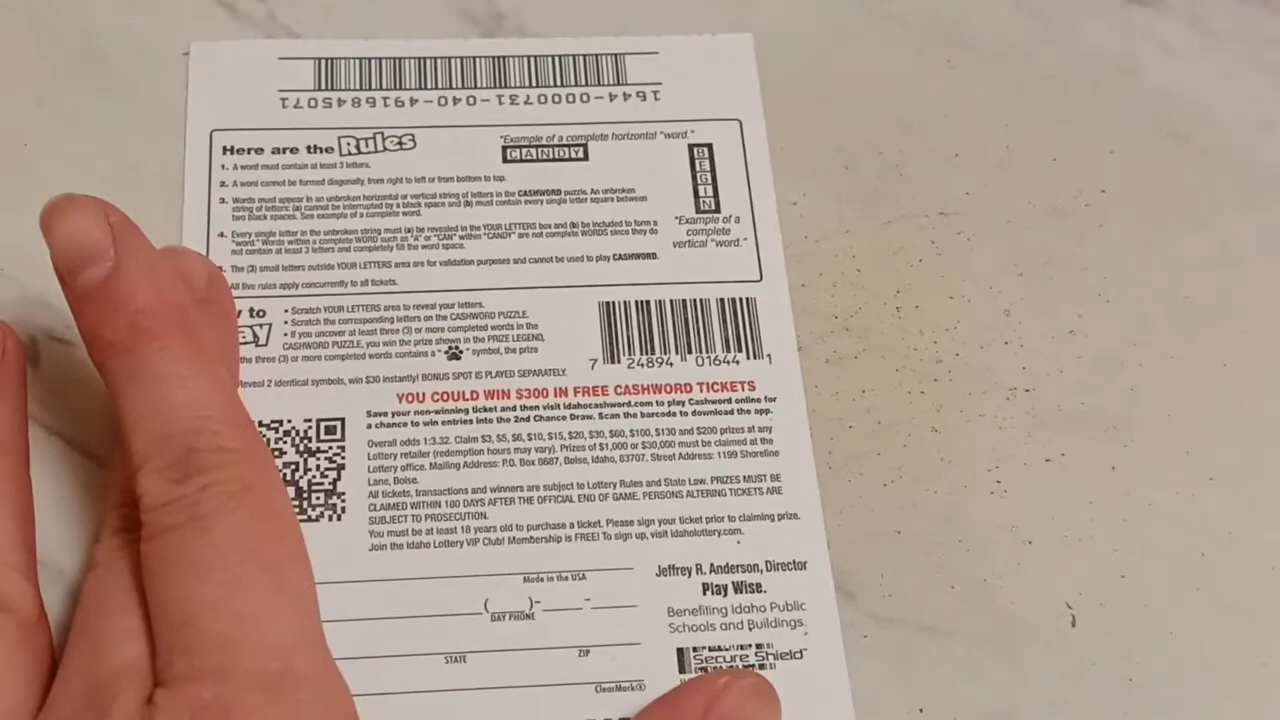 1644-0000731-040-4916845071
Here are the Rules
*Example of a complete horizontal "word."
CANDY
BEGIN
*Example of a
complete
vertical "word."
1. A word must contain at least 3 letters.
2. A word cannot be formed diagonally, from right to left or from bottom to top.
3. Words must appear in an unbroken horizontal or vertical string of letters in the CASHWORD puzzle. An unbroken
string of letters: (a) cannot be interrupted by a black space and (b) must contain every single letter square between
two black spaces. See example of a complete word.
4. Every single letter in the unbroken string must (a) be revealed in the YOUR LETTERS box and (b) be included to form a
"word." Words within a complete WORD such as "A" or "CAN" within "CANDY" are not complete WORDS since they do
not contain at least 3 letters and completely fill the word space.
The (3) small letters outside YOUR LETTERS area are for validation purposes and cannot be used to play CASHWORD.
All five rules apply concurrently to all tickets.
to
• Scratch YOUR LETTERS area to reveal your letters.
• Scratch the corresponding letters on the CASHWORD PUZZLE.
• If you uncover at least three (3) or more completed words in the
CASHWORD PUZZLE, you win the prize shown in the PRIZE LEGEND.
the three (3) or more completed words contains a " " symbol, the prize
Reveal 2 identical symbols, win $30 instantly! BONUS SPOT IS PLAYED SEPARATELY.
7 24894 01644 1
YOU COULD WIN $300 IN FREE CASHWORD TICKETS
Save your non-winning ticket and then visit idahocashword.com to play Cashword online for
a chance to win entries into the 2nd Chance Draw. Scan the barcode to download the app.
Overall odds 1:3.32. Claim $3, $5, $6, $10, $15, $20, $30, $60, $100, $130 and $200 prizes at any
Lottery retailer (redemption hours may vary). Prizes of $1,000 or $30,000 must be claimed at the
Lottery office. Mailing Address: P.O. Box 8687, Boise, Idaho, 83707. Street Address: 1199 Shoreline
Lane, Boise.
All tickets, transactions and winners are subject to Lottery Rules and State Law. PRIZES MUST BE
CLAIMED WITHIN 180 DAYS AFTER THE OFFICIAL END OF GAME. PERSONS ALTERING TICKETS ARE
SUBJECT TO PROSECUTION.
You must be at least 18 years old to purchase a ticket. Please sign your ticket prior to claiming prize.
Join the Idaho Lottery VIP Club! Membership is FREE! To sign up, visit idaholottery.com.
Made in the USA
( )- -
DAY PHONE
STATE ZIP
ClearMark®
Jeffrey R. Anderson, Director
Play Wise.
Benefiting Idaho Public
Schools and Buildings.
Secure Shield™